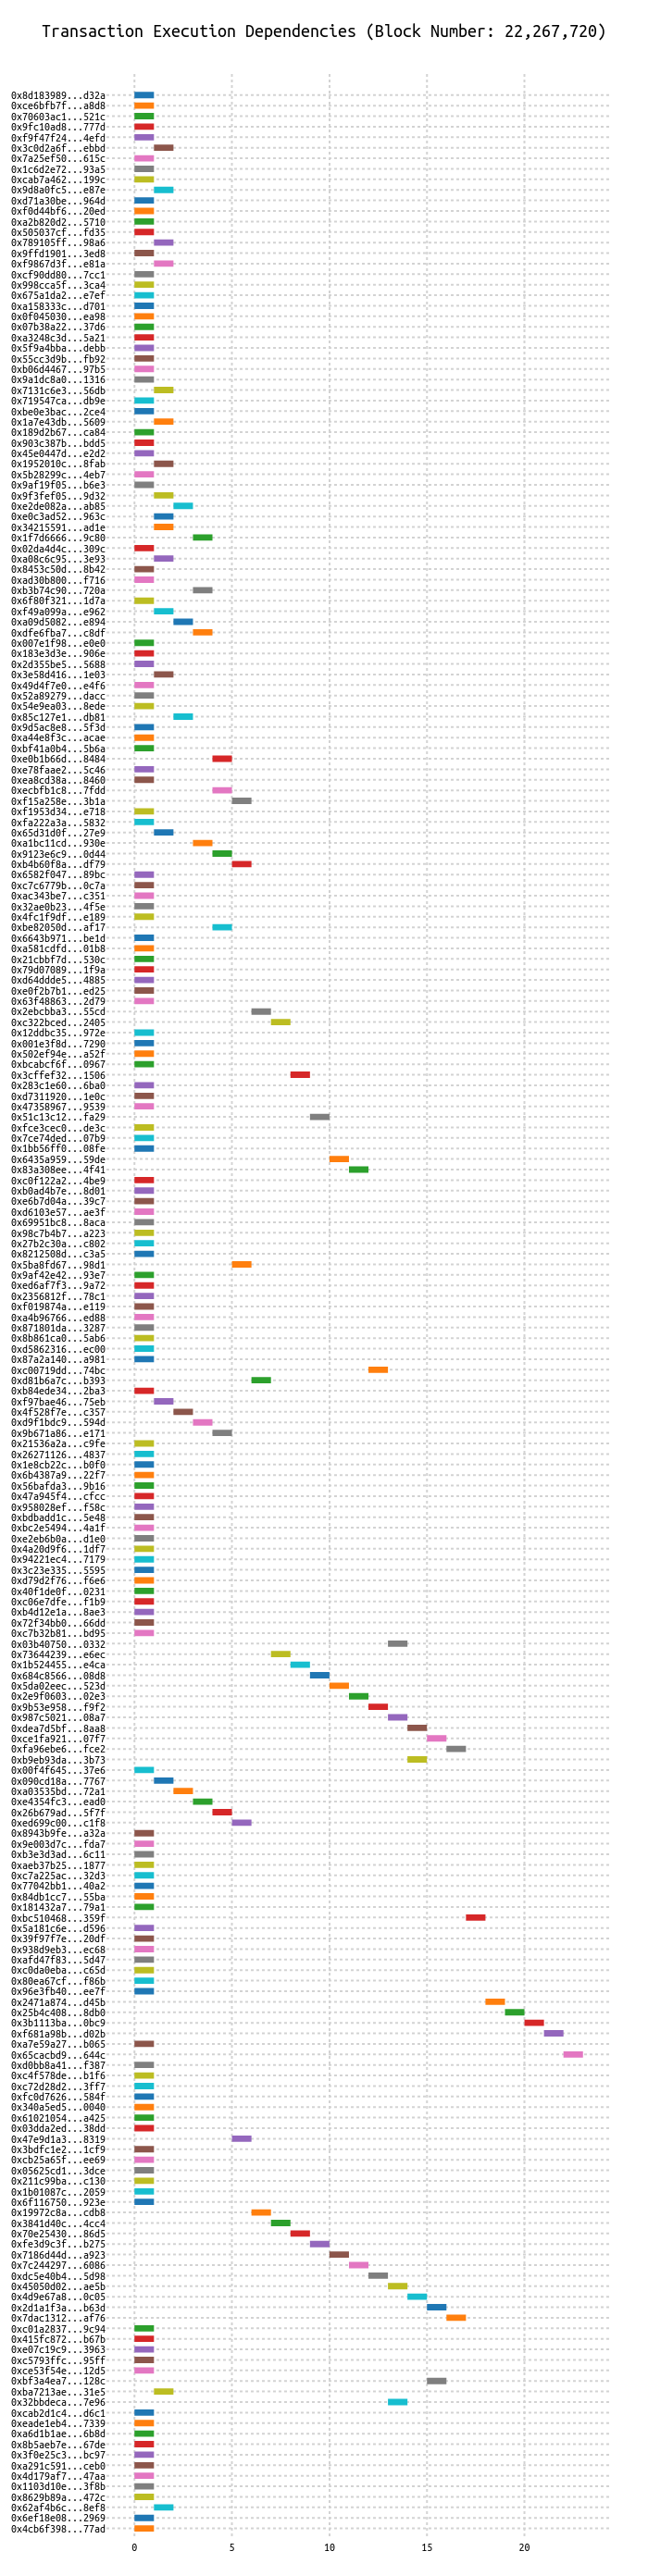 Transaction Execution Dependencies (Block Number: 22,267,720)
0x8d183989...d32a
0xce6bfb7f...a8d8
0x70603ac1...521c
0x9fc10ad8...777d
0xf9f47f24...4efd
0x3c0d2a6f...ebbd
0x7a25ef50...615c
0x1c6d2e72...93a5
0xcab7a462...199c
0x9d8a0fc5...e87e
0xd71a30be...964d
0xf0d44bf6...20ed
0xa2b820d2...5710
0x505037cf...fd35
0x789105ff...98a6
0x9ffd1901...3ed8
0xf9867d3f...e81a
0xcf90dd80...7cc1
0x998cca5f...3ca4
0x675a1da2...e7ef
0xa158333c...d701
0x0f045030...ea98
0x07b38a22...37d6
0xa3248c3d...5a21
0x5f9a4bba...debb
0x55cc3d9b...fb92
0xb06d4467...97b5
0x9a1dc8a0...1316
0x7131c6e3...56db
0x719547ca...db9e
0xbe0e3bac...2ce4
0x1a7e43db...5609
0x189d2b67...ca84
0x903c387b...bdd5
0x45e0447d...e2d2
0x1952010c...8fab
0x5b28299c...4eb7
0x9af19f05...b6e3
0x9f3fef05...9d32
0xe2de082a...ab85
0xe0c3ad52...963c
0x34215591...ad1e
0x1f7d6666...9c80
0x02da4d4c...309c
0xa08c6c95...3e93
0x8453c50d...8b42
0xad30b800...f716
0xb3b74c90...720a
0x6f80f321...1d7a
0xf49a099a...e962
0xa09d5082...e894
0xdfe6fba7...c8df
0x007e1f98...e0e0
0x183e3d3e...906e
0x2d355be5...5688
0x3e58d416...1e03
0x49d4f7e0...e4f6
0x52a89279...dacc
0x54e9ea03...8ede
0x85c127e1...db81
0x9d5ac8e8...5f3d
0xa44e8f3c...acae
0xbf41a0b4...5b6a
0xe0b1b66d...8484
0xe78faae2...5c46
0xea8cd38a...8460
0xecbfb1c8...7fdd
0xf15a258e...3b1a
0xf1953d34...e718
0xfa222a3a...5832
0x65d31d0f...27e9
0xa1bc11cd...930e
0x9123e6c9...0d44
0xb4b60f8a...df79
0x6582f047...89bc
0xc7c6779b...0c7a
0xac343be7...c351
0x32ae0b23...4f5e
0x4fc1f9df...e189
0xbe82050d...af17
0x6643b971...be1d
0xa581cdfd...01b8
0x21cbbf7d...530c
0x79d07089...1f9a
0xd64ddde5...4885
0xe0f2b7b1...ed25
0x63f48863...2d79
0x2ebcbba3...55cd
0xc322bced...2405
0x12ddbc35...972e
0x001e3f8d...7290
0x502ef94e...a52f
0xbcabcf6f...0967
0x3cffef32...1506
0x283c1e60...6ba0
0xd7311920...1e0c
0x47358967...9539
0x51c13c12...fa29
0xfce3cec0...de3c
0x7ce74ded...07b9
0x1bb56ff0...08fe
0x6435a959...59de
0x83a308ee...4f41
0xc0f122a2...4be9
0xb0ad4b7e...8d01
0xe6b7d04a...39c7
0xd6103e57...ae3f
0x69951bc8...8aca
0x98c7b4b7...a223
0x27b2c30a...c802
0x8212508d...c3a5
0x5ba8fd67...98d1
0x9af42e42...93e7
0xed6af7f3...9a72
0x2356812f...78c1
0xf019874a...e119
0xa4b96766...ed88
0x871801da...3287
0x8b861ca0...5ab6
0xd5862316...ec00
0x87a2a140...a981
0xc00719dd...74bc
0xd81b6a7c...b393
0xb84ede34...2ba3
0xf97bae46...75eb
0x4f528f7e...c357
0xd9f1bdc9...594d
0x9b671a86...e171
0x21536a2a...c9fe
0x26271126...4837
0x1e8cb22c...b0f0
0x6b4387a9...22f7
0x56bafda3...9b16
0x47a945f4...cfcc
0x958028ef...f58c
0xbdbadd1c...5e48
0xbc2e5494...4a1f
0xe2eb6b0a...d1e0
0x4a20d9f6...1df7
0x94221ec4...7179
0x3c23e335...5595
0xd79d2f76...f6e6
0x40f1de0f...0231
0xc06e7dfe...f1b9
0xb4d12e1a...8ae3
0x72f34bb0...66dd
0xc7b32b81...bd95
0x03b40750...0332
0x73644239...e6ec
0x1b524455...e4ca
0x684c8566...08d8
0x5da02eec...523d
0x2e9f0603...02e3
0x9b53e958...f9f2
0x987c5021...08a7
0xdea7d5bf...8aa8
0xce1fa921...07f7
0xfa96ebe6...fce2
0xb9eb93da...3b73
0x00f4f645...37e6
0x090cd18a...7767
0xa03535bd...72a1
0xe4354fc3...ead0
0x26b679ad...5f7f
0xed699c00...c1f8
0x8943b9fe...a32a
0x9e003d7c...fda7
0xb3e3d3ad...6c11
0xaeb37b25...1877
0xc7a225ac...32d3
0x77042bb1...40a2
0x84db1cc7...55ba
0x181432a7...79a1
0xbc510468...359f
0x5a181c6e...d596
0x39f97f7e...20df
0x938d9eb3...ec68
0xafd47f83...5d47
0xc0da0eba...c65d
0x80ea67cf...f86b
0x96e3fb40...ee7f
0x2471a874...d45b
0x25b4c408...8db0
0x3b1113ba...0bc9
0xf681a98b...d02b
0xa7e59a27...b065
0x65cacbd9...644c
0xd0bb8a41...f387
0xc4f578de...b1f6
0xc72d28d2...3ff7
0xfc0d7626...584f
0x340a5ed5...0040
0x61021054...a425
0x03dda2ed...38dd
0x47e9d1a3...8319
0x3bdfc1e2...1cf9
0xcb25a65f...ee69
0x05625cd1...3dce
0x211c99ba...c130
0x1b01087c...2059
0x6f116750...923e
0x19972c8a...cdb8
0x3841d40c...4cc4
0x70e25430...86d5
0xfe3d9c3f...b275
0x7186d44d...a923
0x7c244297...6086
0xdc5e40b4...5d98
0x45050d02...ae5b
0x4d9e67a8...0c05
0x2d1a1f3a...b63d
0x7dac1312...af76
0xc01a2837...9c94
0x415fc872...b67b
0xe07c19c9...3963
0xc5793ffc...95ff
0xce53f54e...12d5
0xbf3a4ea7...128c
0xba7213ae...31e5
0x32bbdeca...7e96
0xcab2d1c4...d6c1
0xeade1eb4...7339
0xa6d1b1ae...6b8d
0x8b5aeb7e...67de
0x3f0e25c3...bc97
0xa291c591...ceb0
0x4d179af7...47aa
0x1103d10e...3f8b
0x8629b89a...472c
0x62af4b6c...8ef8
0x6ef18e08...2969
0x4cb6f398...77ad
0 5 10 15 20